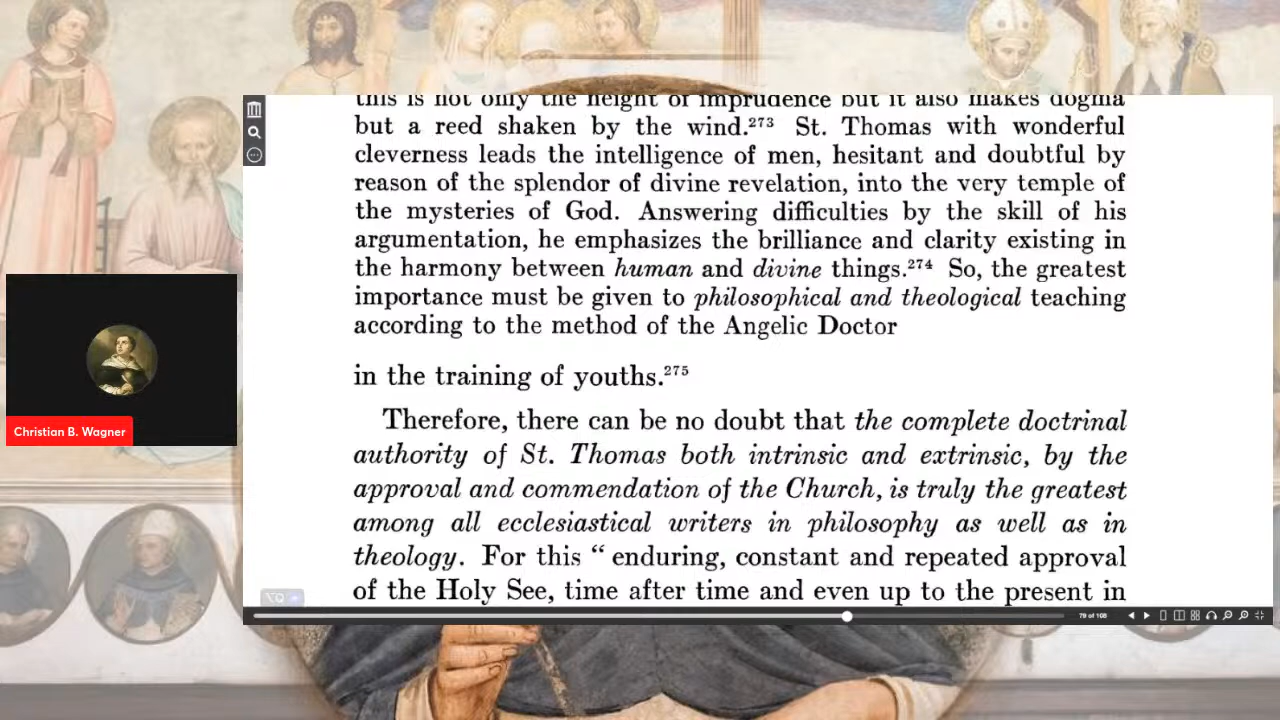 this is not only the height of imprudence but it also makes dogma
but a reed shaken by the wind.²⁷³ St. Thomas with wonderful
cleverness leads the intelligence of men, hesitant and doubtful by
reason of the splendor of divine revelation, into the very temple of
the mysteries of God. Answering difficulties by the skill of his
argumentation, he emphasizes the brilliance and clarity existing in
the harmony between human and divine things.²⁷⁴ So, the greatest
importance must be given to philosophical and theological teaching
according to the method of the Angelic Doctor
in the training of youths.²⁷⁵
Therefore, there can be no doubt that the complete doctrinal
authority of St. Thomas both intrinsic and extrinsic, by the
approval and commendation of the Church, is truly the greatest
among all ecclesiastical writers in philosophy as well as in
theology. For this “ enduring, constant and repeated approval
of the Holy See, time after time and even up to the present in
Christian B. Wagner
79 of 108